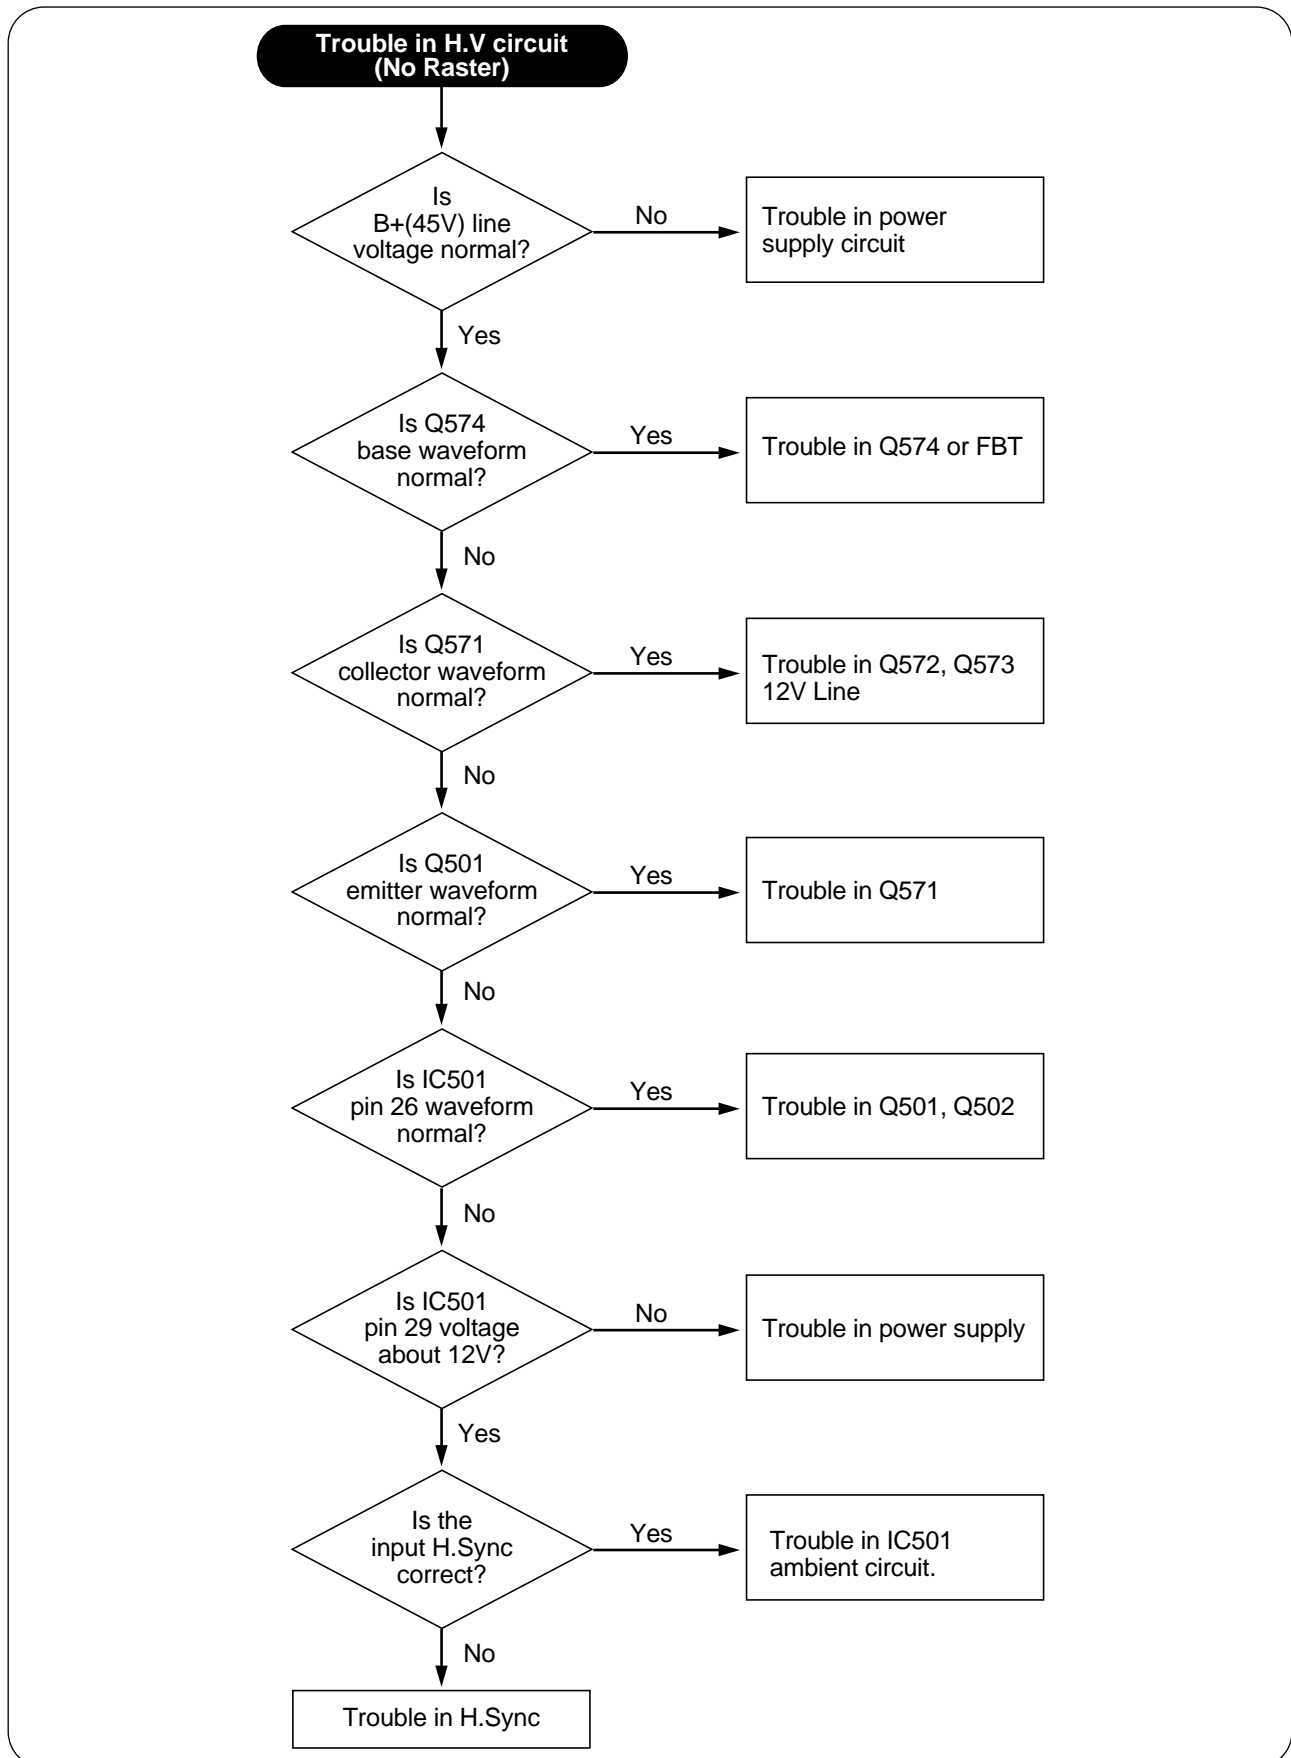 Trouble in H.V circuit
(No Raster)
Is
B+(45V) line
voltage normal?
No
Trouble in power
supply circuit
Yes
Is Q574
base waveform
normal?
Yes
Trouble in Q574 or FBT
No
Is Q571
collector waveform
normal?
Yes
Trouble in Q572, Q573
12V Line
No
Is Q501
emitter waveform
normal?
Yes
Trouble in Q571
No
Is IC501
pin 26 waveform
normal?
Yes
Trouble in Q501, Q502
No
Is IC501
pin 29 voltage
about 12V?
No
Trouble in power supply
Yes
Is the
input H.Sync
correct?
Yes
Trouble in IC501
ambient circuit.
No
Trouble in H.Sync